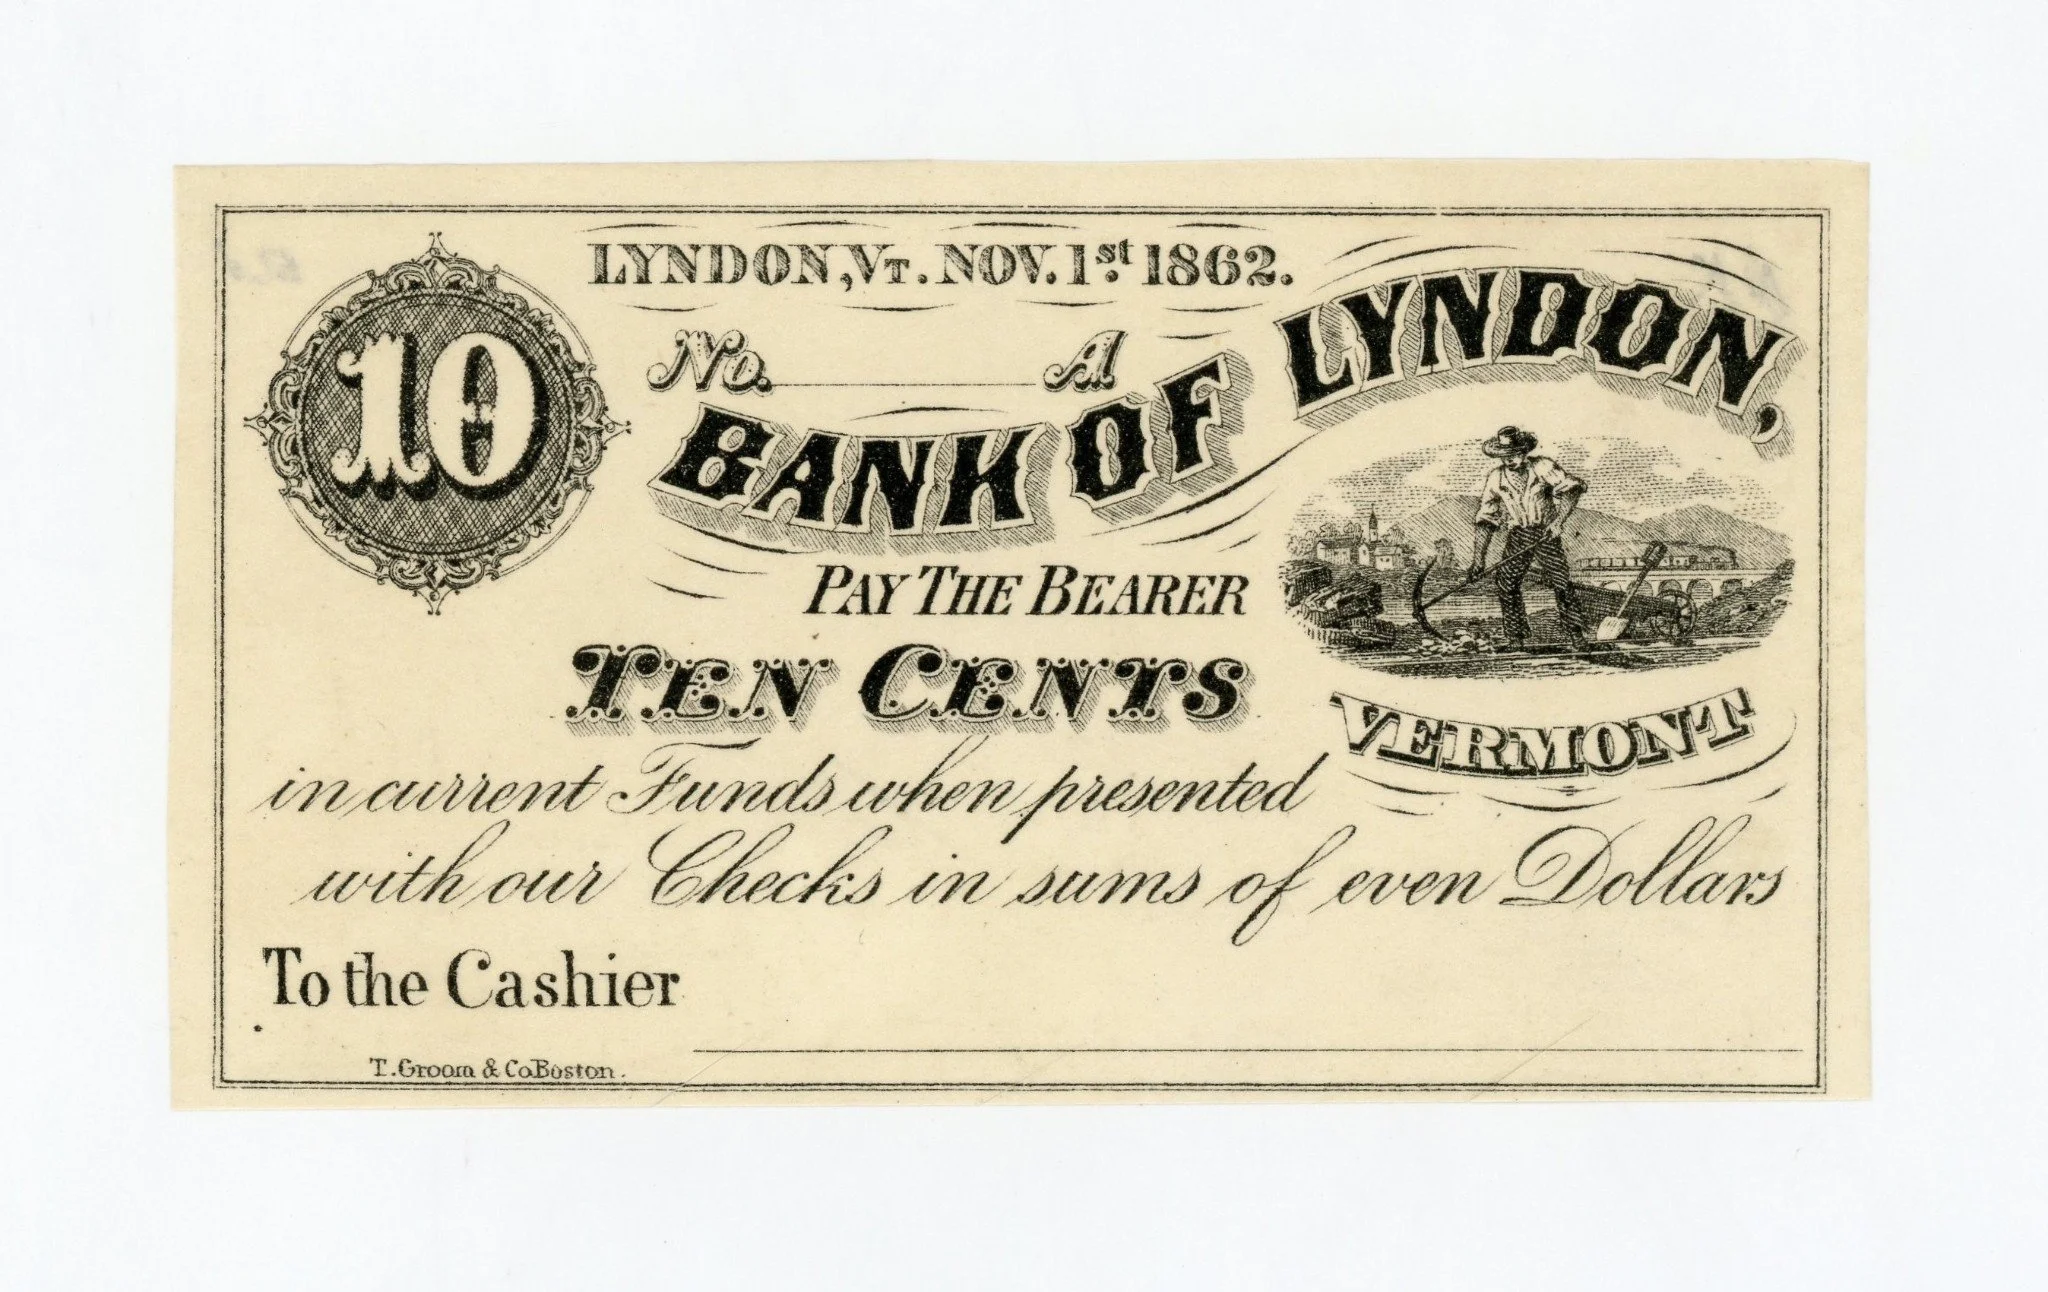 LYNDON, VT. NOV. 1st. 1862.
10
No. A
BANK OF LYNDON,
PAY THE BEARER
TEN CENTS
VERMONT
in current Funds when presented
with our Checks in sums of even Dollars
To the Cashier
T. Groom & Co. Boston.